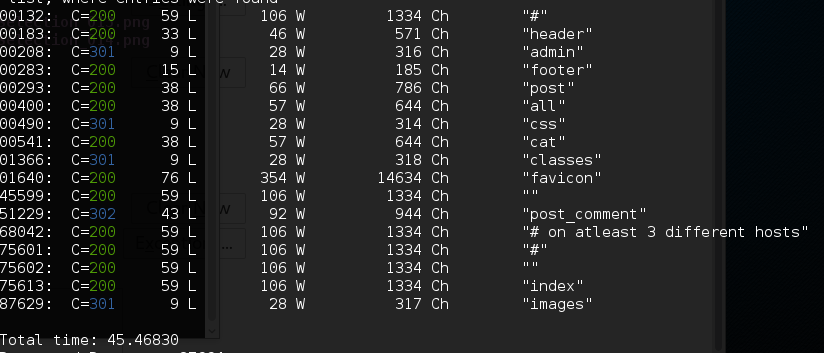 list, where entries were found
00132: C=200 59 L 106 W 1334 Ch "#"
00183: C=200 33 L 46 W 571 Ch "header"
00208: C=301 9 L 28 W 316 Ch "admin"
00283: C=200 15 L 14 W 185 Ch "footer"
00293: C=200 38 L 66 W 786 Ch "post"
00400: C=200 38 L 57 W 644 Ch "all"
00490: C=301 9 L 28 W 314 Ch "css"
00541: C=200 38 L 57 W 644 Ch "cat"
01366: C=301 9 L 28 W 318 Ch "classes"
01640: C=200 76 L 354 W 14634 Ch "favicon"
45599: C=200 59 L 106 W 1334 Ch ""
51229: C=302 43 L 92 W 944 Ch "post_comment"
68042: C=200 59 L 106 W 1334 Ch "# on atleast 3 different hosts"
75601: C=200 59 L 106 W 1334 Ch "#"
75602: C=200 59 L 106 W 1334 Ch ""
75613: C=200 59 L 106 W 1334 Ch "index"
87629: C=301 9 L 28 W 317 Ch "images"
Total time: 45.46830